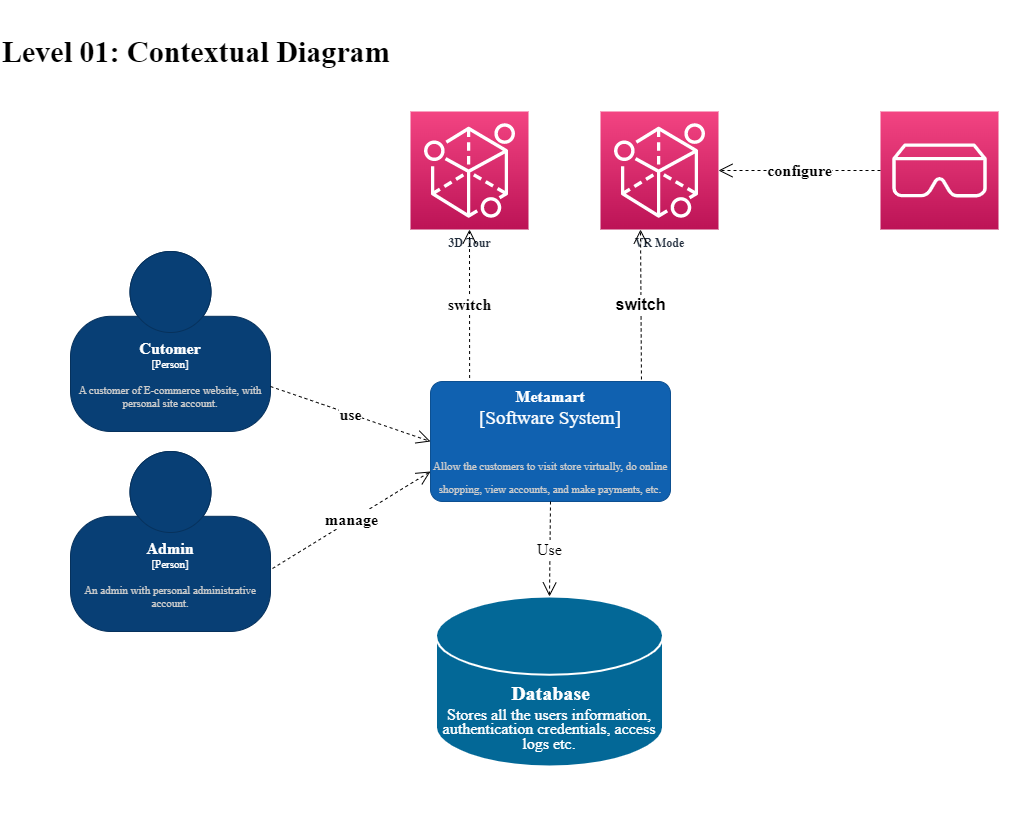 Level 01: Contextual Diagram
configure
3D Tour
VR Mode
switch
switch
Cutomer
[Person]
A customer of E-commerce website, with
personal site account.
use
Metamart
[Software System]
Allow the customers to visit store virtually, do online
shopping, view accounts, and make payments, etc.
manage
Admin
[Person]
An admin with personal administrative
account.
Use
Database
Stores all the users information,
authentication credentials, access
logs etc.